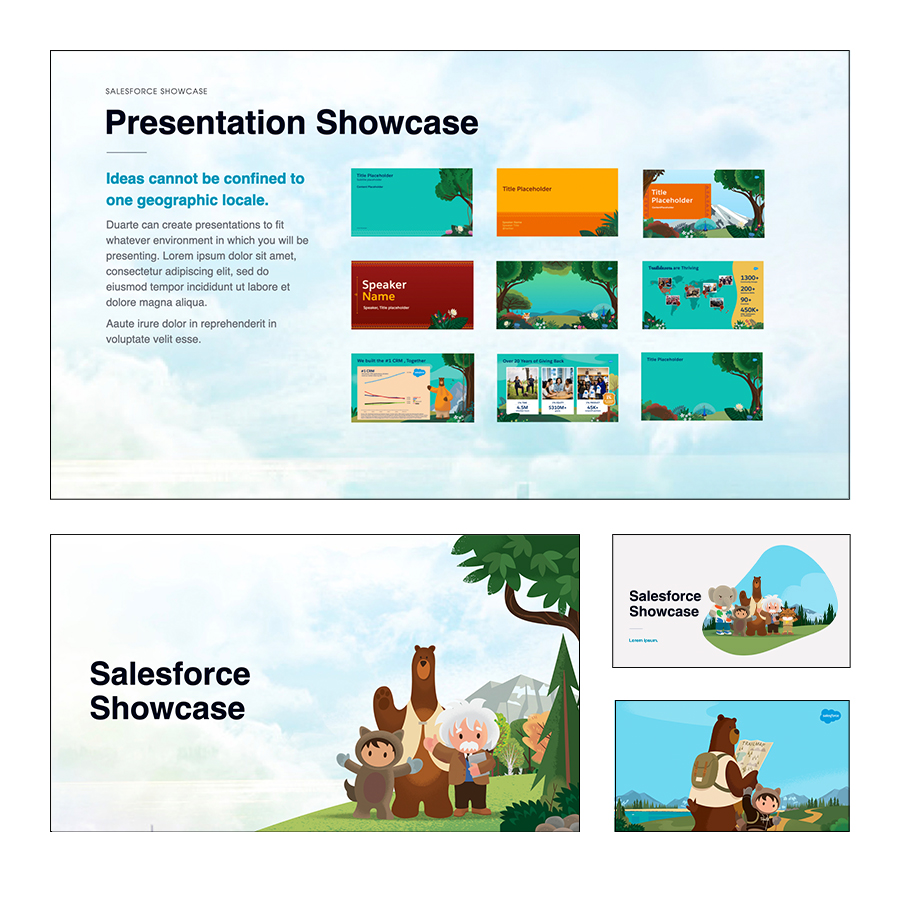 SALESFORCE SHOWCASE
Presentation Showcase
Ideas cannot be confined to
one geographic locale.
Duarte can create presentations to fit
whatever environment in which you will be
presenting. Lorem ipsum dolor sit amet,
consectetur adipiscing elit, sed do
eiusmod tempor incididunt ut labore et
dolore magna aliqua.
Aaute irure dolor in reprehenderit in
voluptate velit esse.
Title Placeholder
Title Placeholder
Title
Placeholder
Speaker
Name
Speaker, Title placeholder
Trailblazers are Thriving
1300+
200+
90+
450K+
We built the #1 CRM , Together
#1 CRM
Over 20 Years of Giving Back
4.5M
$310M+
45K+
Title Placeholder
Salesforce
Showcase
Salesforce
Showcase
Lorem ipsum.
salesforce